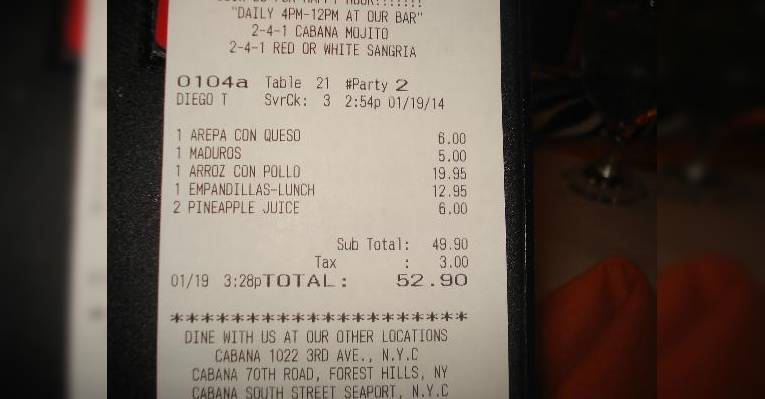 "DAILY 4PM-12PM AT OUR BAR"
2-4-1 CABANA MOJITO
2-4-1 RED OR WHITE SANGRIA
0104a Table 21 #Party 2
DIEGO T SvrCk: 3 2:54p 01/19/14
1 AREPA CON QUESO 6.00
1 MADUROS 5.00
1 ARROZ CON POLLO 19.95
1 EMPANDILLAS-LUNCH 12.95
2 PINEAPPLE JUICE 6.00
Sub Total: 49.90
Tax : 3.00
01/19 3:28pTOTAL: 52.90
*******************
DINE WITH US AT OUR OTHER LOCATIONS
CABANA 1022 3RD AVE., N.Y.C
CABANA 70TH ROAD, FOREST HILLS, NY
CABANA SOUTH STREET SEAPORT, N.Y.C